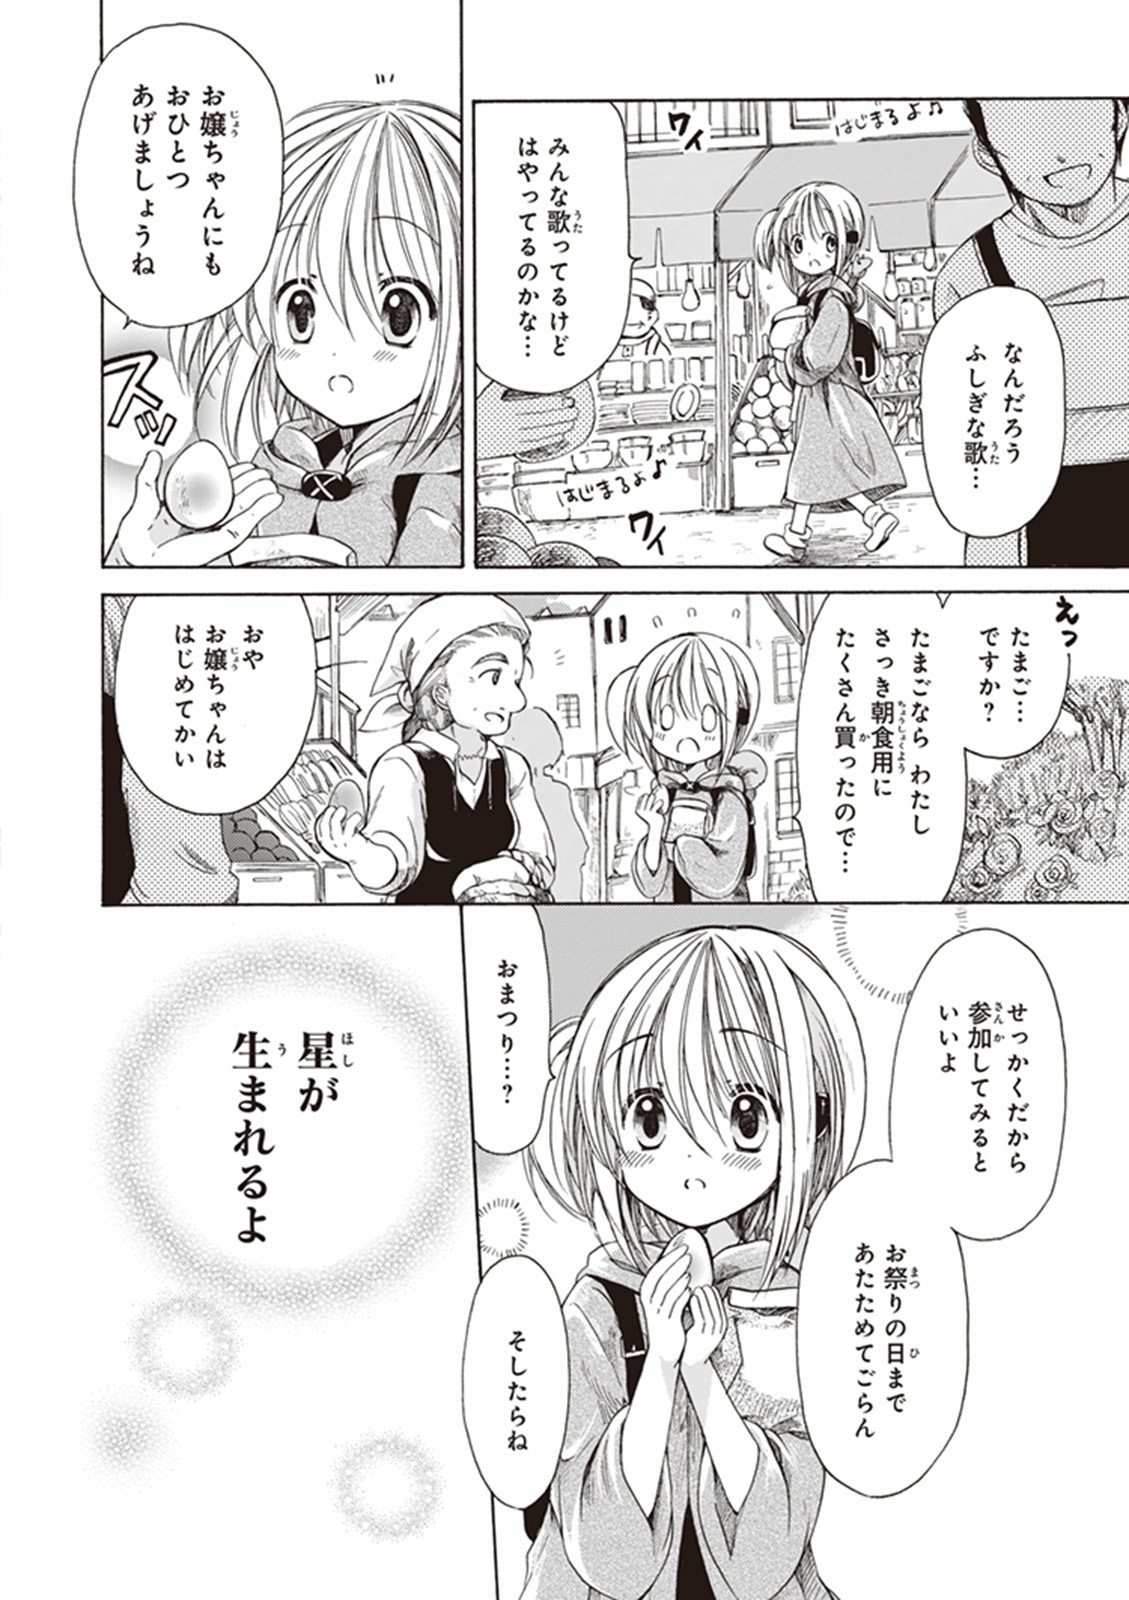 なんだろう
ふしぎな歌…
はじまるよ♫
ワイ
みんな歌ってるけど
はやってるのかな…
はじまるよ♪
ワイ
お嬢ちゃんにも
おひとつ
あげましょうね
ズッ
えっ
たまご…
ですか?
たまごなら わたし
さっき朝食用に
たくさん買ったので…
おや
お嬢ちゃんは
はじめてかい
せっかくだから
参加してみると
いいよ
お祭りの日まで
あたためてごらん
おまつり…?
そしたらね
星が
生まれるよ